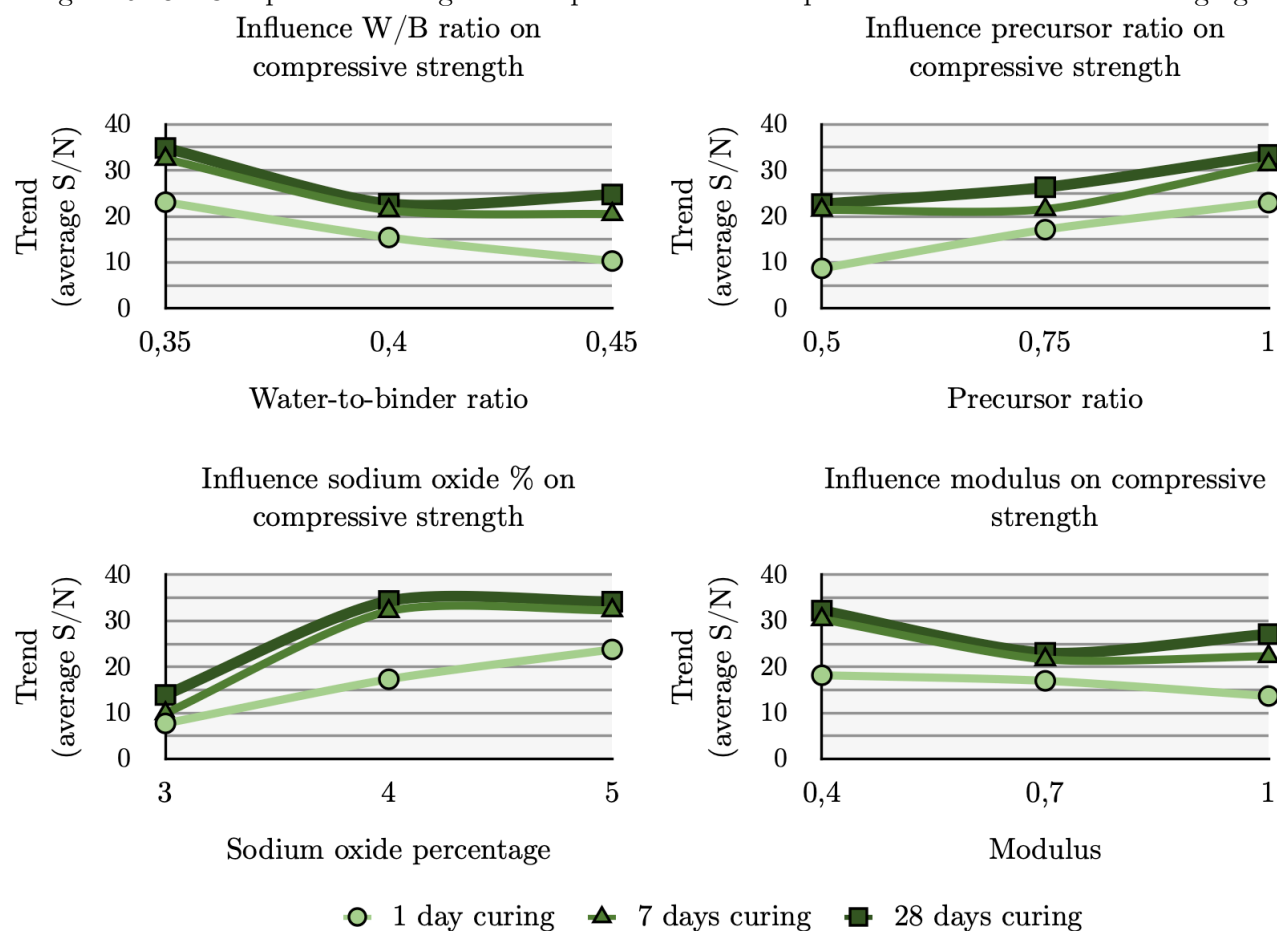 Influence W/B ratio on
compressive strength
Trend
(average S/N)
40
30
20
10
0
0,35 0,4 0,45
Water-to-binder ratio
Influence precursor ratio on
compressive strength
Trend
(average S/N)
40
30
20
10
0
0,5 0,75 1
Precursor ratio
Influence sodium oxide % on
compressive strength
Trend
(average S/N)
40
30
20
10
0
3 4 5
Sodium oxide percentage
Influence modulus on compressive
strength
Trend
(average S/N)
40
30
20
10
0
0,4 0,7 1
Modulus
1 day curing 7 days curing 28 days curing